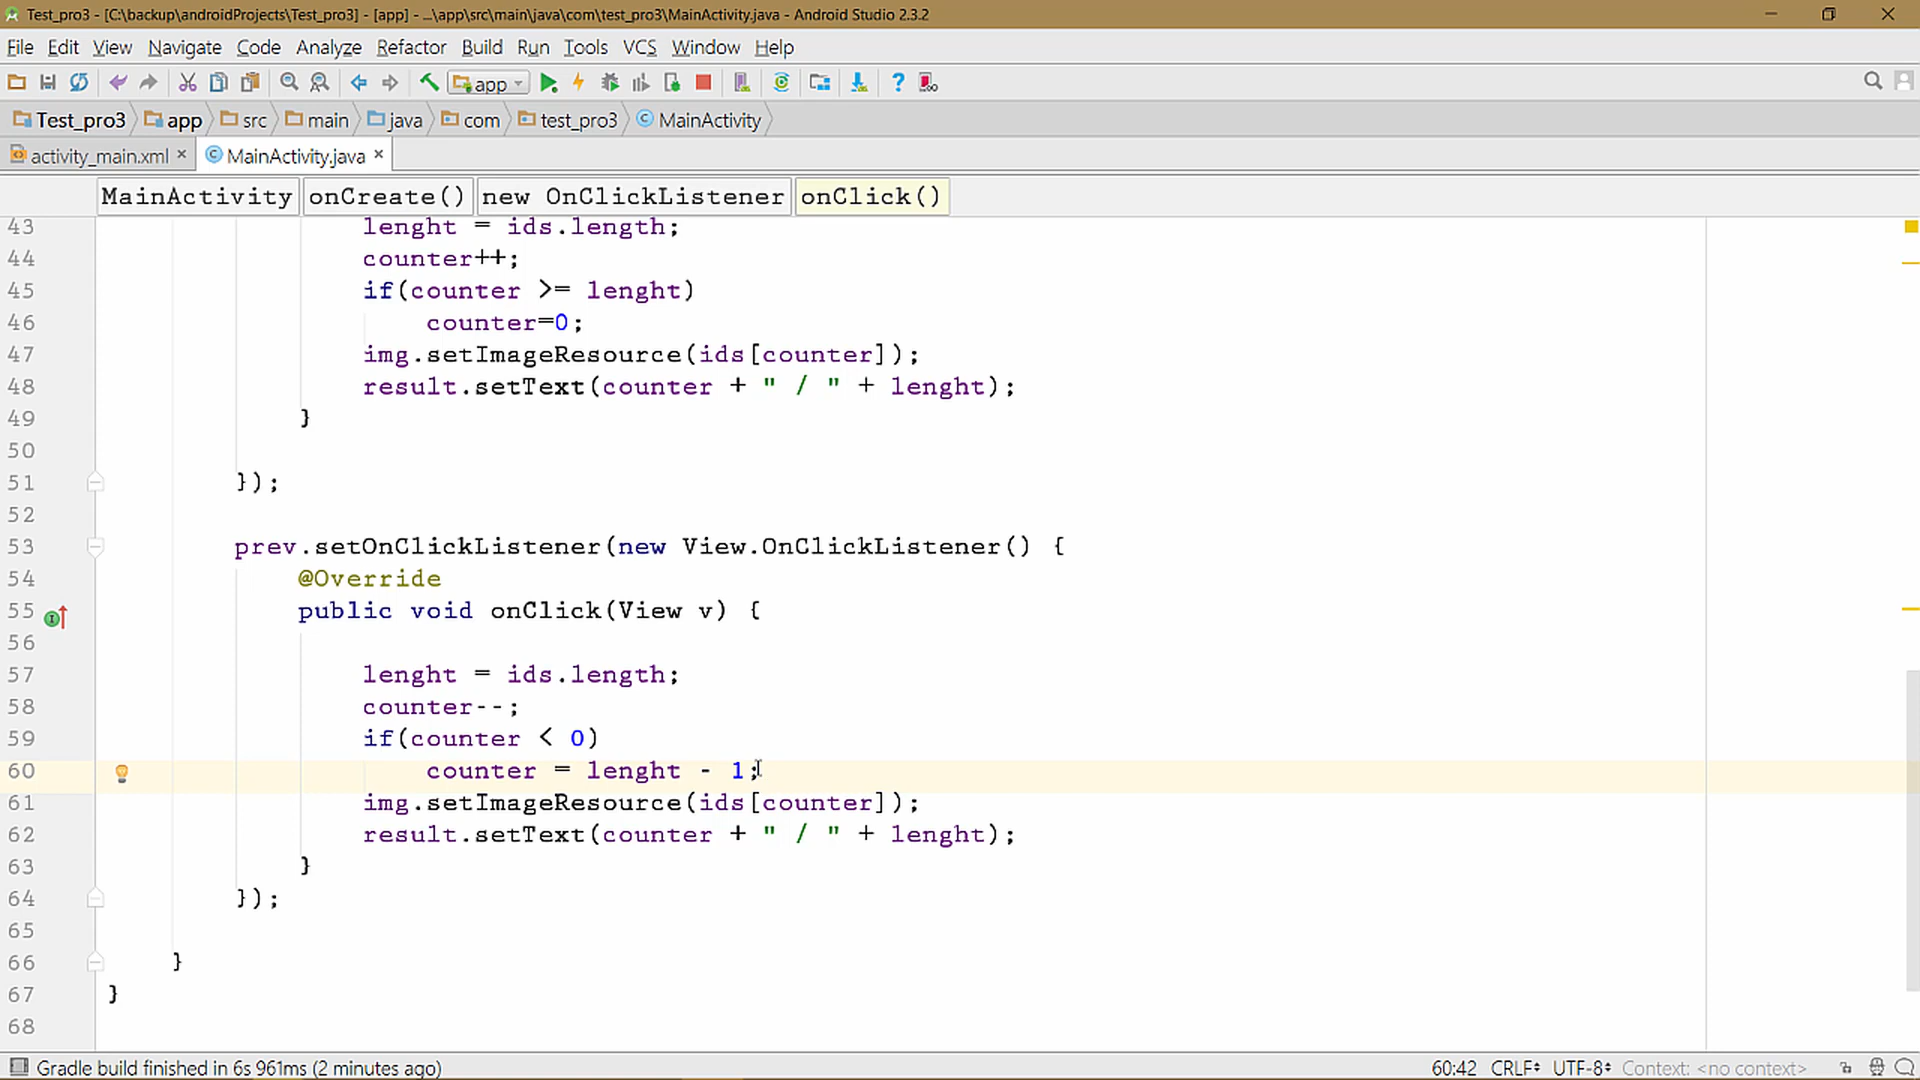 Test_pro3 - [C:\backup\androidProjects\Test_pro3] - [app] - ...\app\src\main\java\com\test_pro3\MainActivity.java - Android Studio 2.3.2
File Edit View Navigate Code Analyze Refactor Build Run Tools VCS Window Help
app
Test_pro3 app src main java com test_pro3 MainActivity
activity_main.xml MainActivity.java
MainActivity onCreate() new OnClickListener onClick()
43 lenght = ids.length;
44 counter++;
45 if(counter >= lenght)
46 counter=0;
47 img.setImageResource(ids[counter]);
48 result.setText(counter + " / " + lenght);
49 }
50
51 });
52
53 prev.setOnClickListener(new View.OnClickListener() {
54 @Override
55 public void onClick(View v) {
56
57 lenght = ids.length;
58 counter--;
59 if(counter < 0)
60 counter = lenght - 1;
61 img.setImageResource(ids[counter]);
62 result.setText(counter + " / " + lenght);
63 }
64 });
65
66 }
67 }
68
Gradle build finished in 6s 961ms (2 minutes ago) 60:42 CRLF UTF-8 Context: <no context>